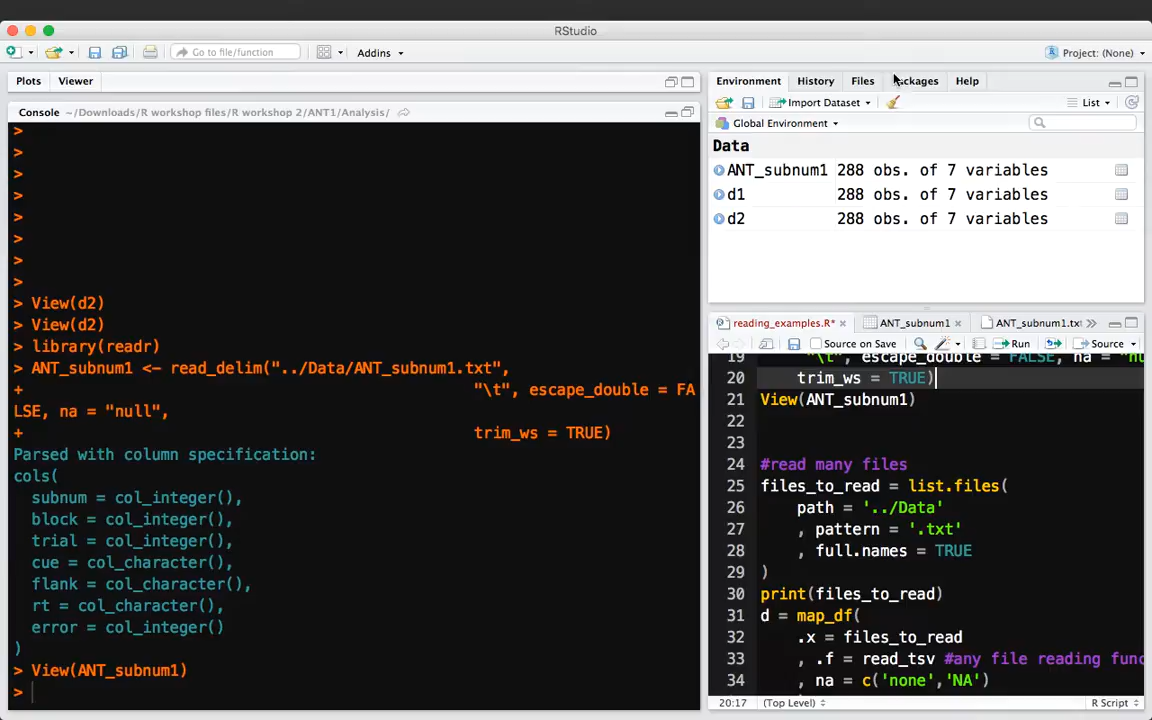 RStudio
Go to file/function
Addins
Project: (None)
Plots Viewer
Console ~/Downloads/R workshop files/R workshop 2/ANT1/Analysis/
>
>
>
>
>
>
>
>
> View(d2)
> View(d2)
> library(readr)
> ANT_subnum1 <- read_delim("../Data/ANT_subnum1.txt",
+ "\t", escape_double = FA
LSE, na = "null",
+ trim_ws = TRUE)
Parsed with column specification:
cols(
subnum = col_integer(),
block = col_integer(),
trial = col_integer(),
cue = col_character(),
flank = col_character(),
rt = col_character(),
error = col_integer()
)
> View(ANT_subnum1)
>
Environment History Files Packages Help
Import Dataset List
Global Environment
Data
ANT_subnum1 288 obs. of 7 variables
d1 288 obs. of 7 variables
d2 288 obs. of 7 variables
reading_examples.R* ANT_subnum1 ANT_subnum1.txt
Source on Save Run Source
19 "\t", escape_double = FALSE, na = "nu
20 trim_ws = TRUE)
21 View(ANT_subnum1)
22
23
24 #read many files
25 files_to_read = list.files(
26 path = '../Data'
27 , pattern = '.txt'
28 , full.names = TRUE
29 )
30 print(files_to_read)
31 d = map_df(
32 .x = files_to_read
33 , .f = read_tsv #any file reading func
34 , na = c('none','NA')
20:17 (Top Level) R Script